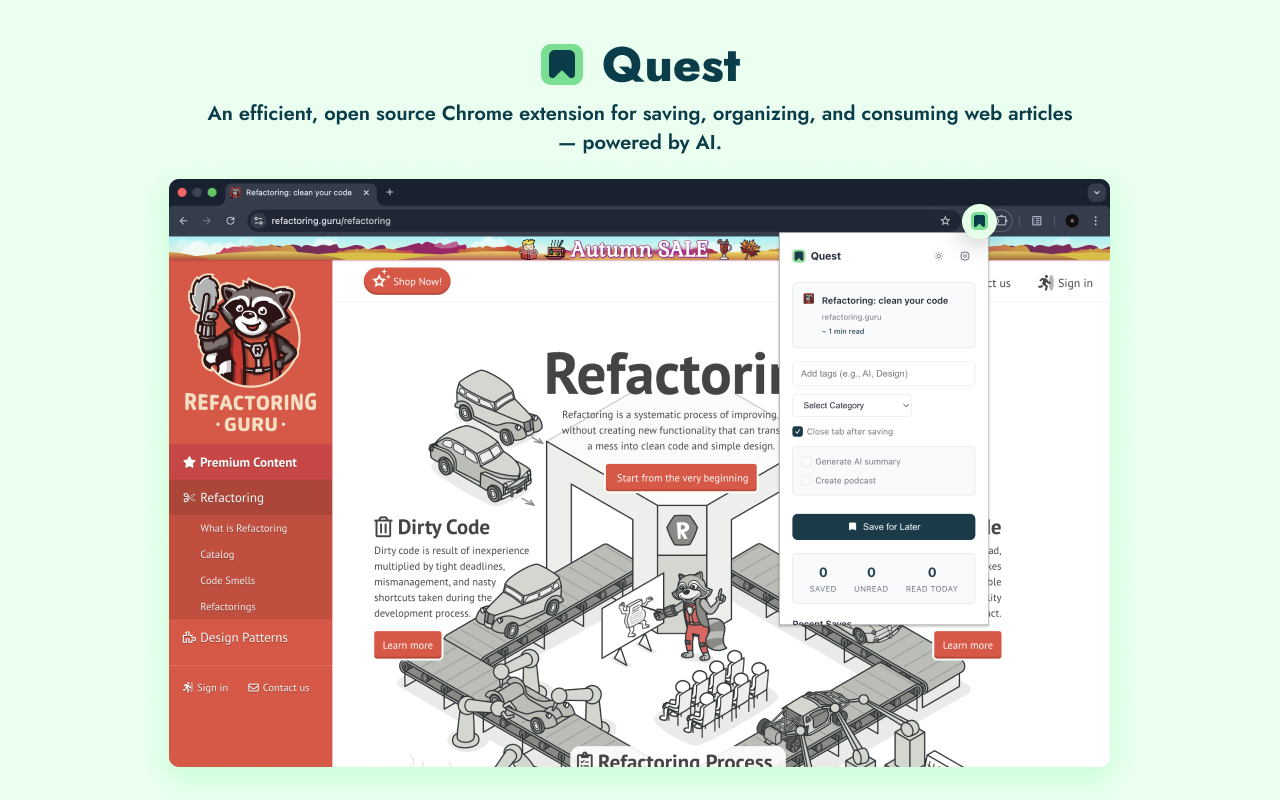 Quest
An efficient, open source Chrome extension for saving, organizing, and consuming web articles
— powered by AI.
Refactoring: clean your code
refactoring.guru/refactoring
Autumn SALE
REFACTORING
· GURU ·
Premium Content
Refactoring
What is Refactoring
Catalog
Code Smells
Refactorings
Design Patterns
Sign in
Contact us
Shop Now!
ct us
Sign in
Refactorin
Refactoring is a systematic process of improving
without creating new functionality that can trans
a mess into clean code and simple design.
Start from the very beginning
R
Dirty Code
Dirty code is result of inexperience
multiplied by tight deadlines,
mismanagement, and nasty
shortcuts taken during the
development process.
Learn more
Quest
Refactoring: clean your code
refactoring.guru
~ 1 min read
Add tags (e.g., AI, Design)
Select Category
Close tab after saving
Generate AI summary
Create podcast
Save for Later
0 0 0
SAVED UNREAD READ TODAY
Recent Saves
de
ad,
kes
ble
lity
uct.
Learn more
Refactoring Process